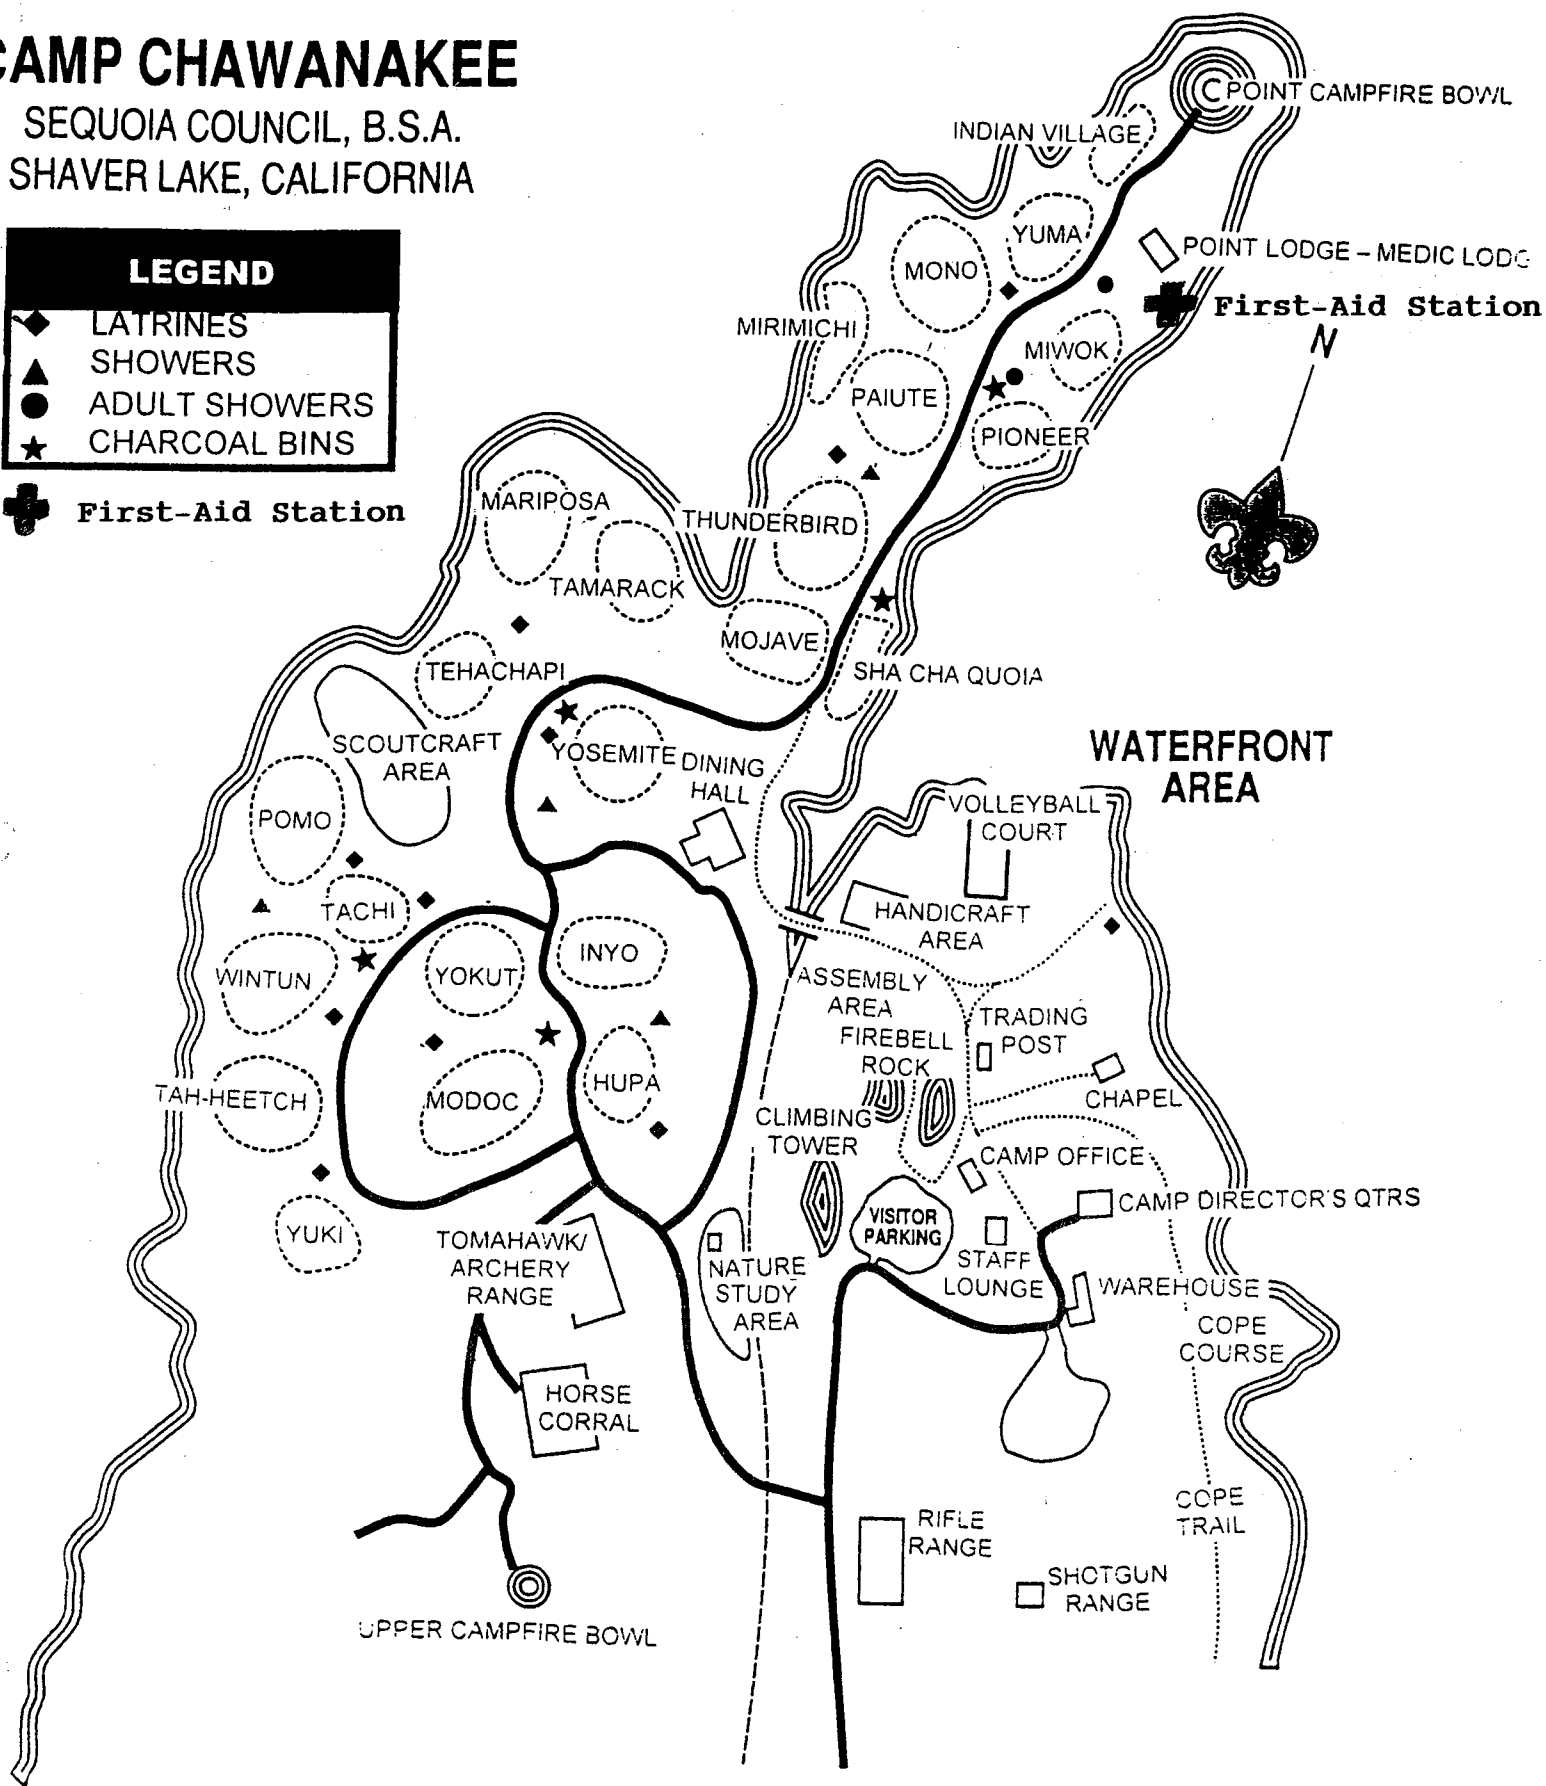 CAMP CHAWANAKEE
SEQUOIA COUNCIL, B.S.A.
SHAVER LAKE, CALIFORNIA
LEGEND
LATRINES
SHOWERS
ADULT SHOWERS
CHARCOAL BINS
First-Aid Station
POINT CAMPFIRE BOWL
INDIAN VILLAGE
YUMA
MONO
POINT LODGE – MEDIC LODG
First-Aid Station
N
MIRIMICHI
MIWOK
PAIUTE
PIONEER
MARIPOSA
THUNDERBIRD
TAMARACK
MOJAVE
TEHACHAPI
SHA CHA QUOIA
SCOUTCRAFT
AREA
YOSEMITE
DINING
HALL
WATERFRONT
AREA
POMO
VOLLEYBALL
COURT
TACHI
HANDICRAFT
AREA
INYO
WINTUN
YOKUT
ASSEMBLY
AREA
TRADING
POST
FIREBELL
ROCK
TAH-HEETCH
MODOC
HUPA
CHAPEL
CLIMBING
TOWER
CAMP OFFICE
CAMP DIRECTOR'S QTRS
YUKI
VISITOR
PARKING
TOMAHAWK/
ARCHERY
RANGE
NATURE
STUDY
AREA
STAFF
LOUNGE
WAREHOUSE
COPE
COURSE
HORSE
CORRAL
COPE
TRAIL
RIFLE
RANGE
SHOTGUN
RANGE
UPPER CAMPFIRE BOWL